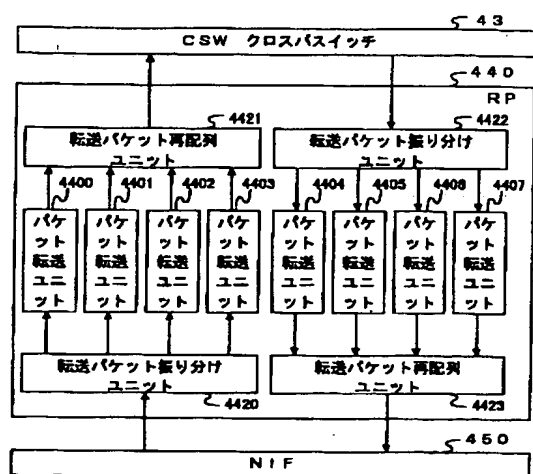 43
CSW クロスバスイッチ
440
RP
4421
転送パケット再配列
ユニット
4422
転送パケット振り分け
ユニット
4400
4401
4402
4403
4404
4405
4406
4407
パケ
ット
転送
ユニ
ット
パケ
ット
転送
ユニ
ット
パケ
ット
転送
ユニ
ット
パケ
ット
転送
ユニ
ット
パケ
ット
転送
ユニ
ット
パケ
ット
転送
ユニ
ット
パケ
ット
転送
ユニ
ット
パケ
ット
転送
ユニ
ット
転送パケット振り分け
ユニット
4420
転送パケット再配列
ユニット
4423
450
NIF